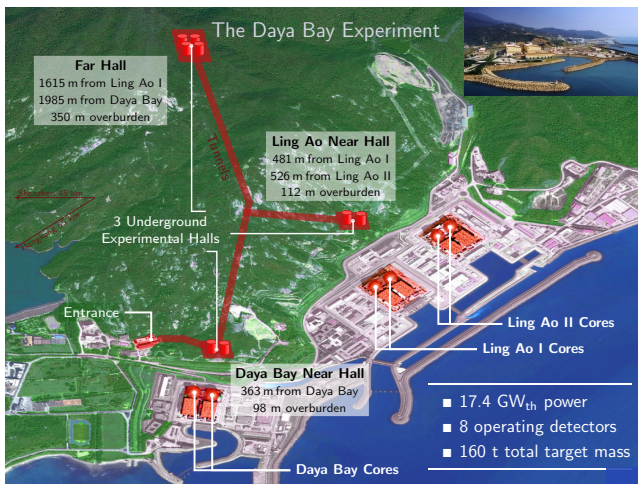 The Daya Bay Experiment
Far Hall
1615 m from Ling Ao I
1985 m from Daya Bay
350 m overburden
Tunnels
Ling Ao Near Hall
481 m from Ling Ao I
526 m from Ling Ao II
112 m overburden
3 Underground
Experimental Halls
Entrance
Ling Ao II Cores
Ling Ao I Cores
Daya Bay Near Hall
363 m from Daya Bay
98 m overburden
Daya Bay Cores
■ 17.4 GWth power
■ 8 operating detectors
■ 160 t total target mass